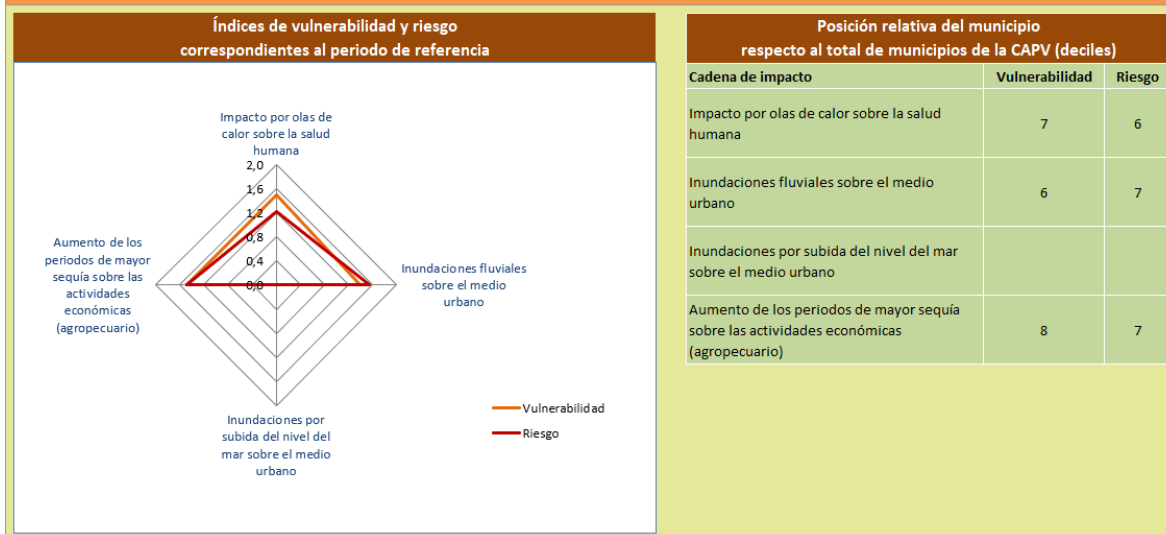 Índices de vulnerabilidad y riesgo
correspondientes al periodo de referencia
Impacto por olas de
calor sobre la salud
humana
2,0
1,6
1,2
0,8
0,4
0,0
Aumento de los
periodos de mayor
sequía sobre las
actividades
económicas
(agropecuario)
Inundaciones fluviales
sobre el medio
urbano
Inundaciones por
subida del nivel del
mar sobre el medio
urbano
Vulnerabilidad
Riesgo
Posición relativa del municipio
respecto al total de municipios de la CAPV (deciles)
Cadena de impacto Vulnerabilidad Riesgo
Impacto por olas de calor sobre la salud
humana 7 6
Inundaciones fluviales sobre el medio
urbano 6 7
Inundaciones por subida del nivel del mar
sobre el medio urbano
Aumento de los periodos de mayor sequía
sobre las actividades económicas 8 7
(agropecuario)